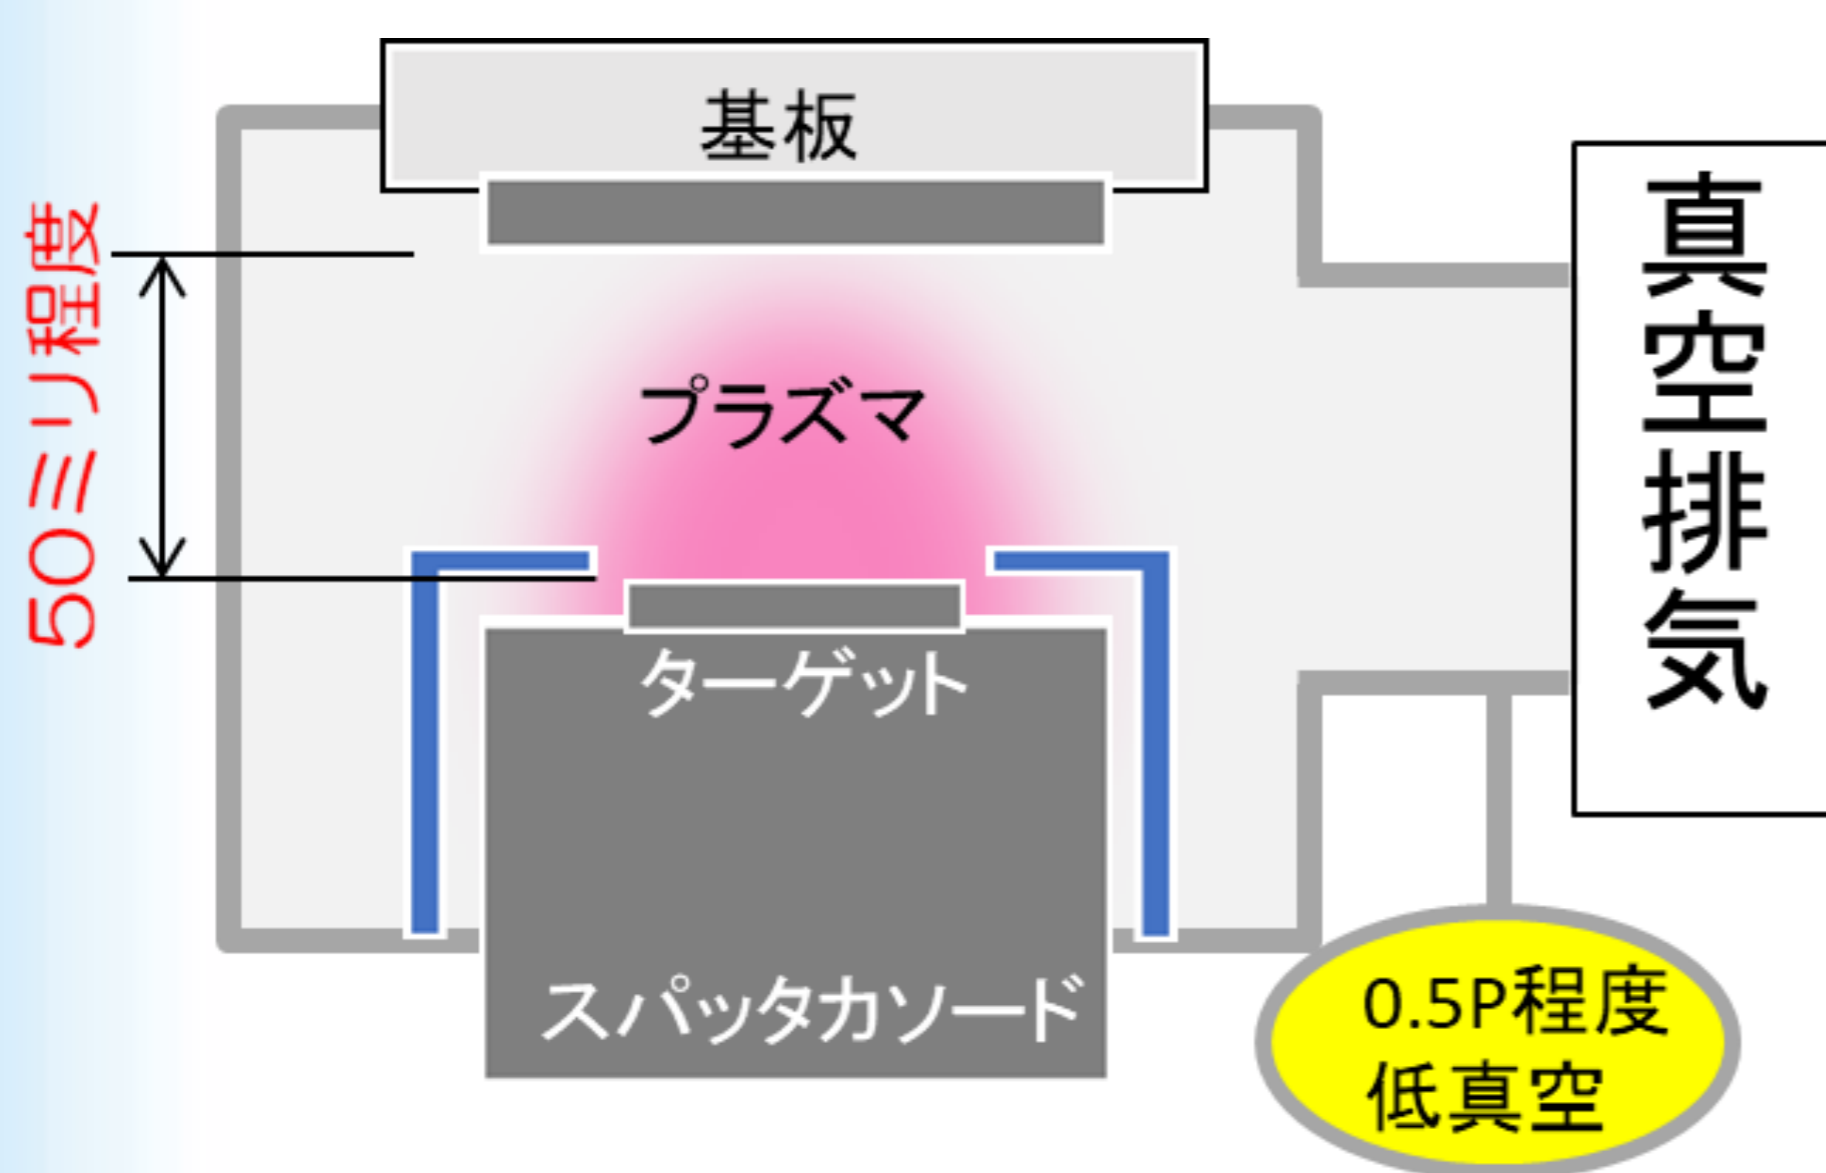 基板
50ミリ程度
プラズマ
ターゲット
スパッタカソード
真空排気
0.5P程度
低真空